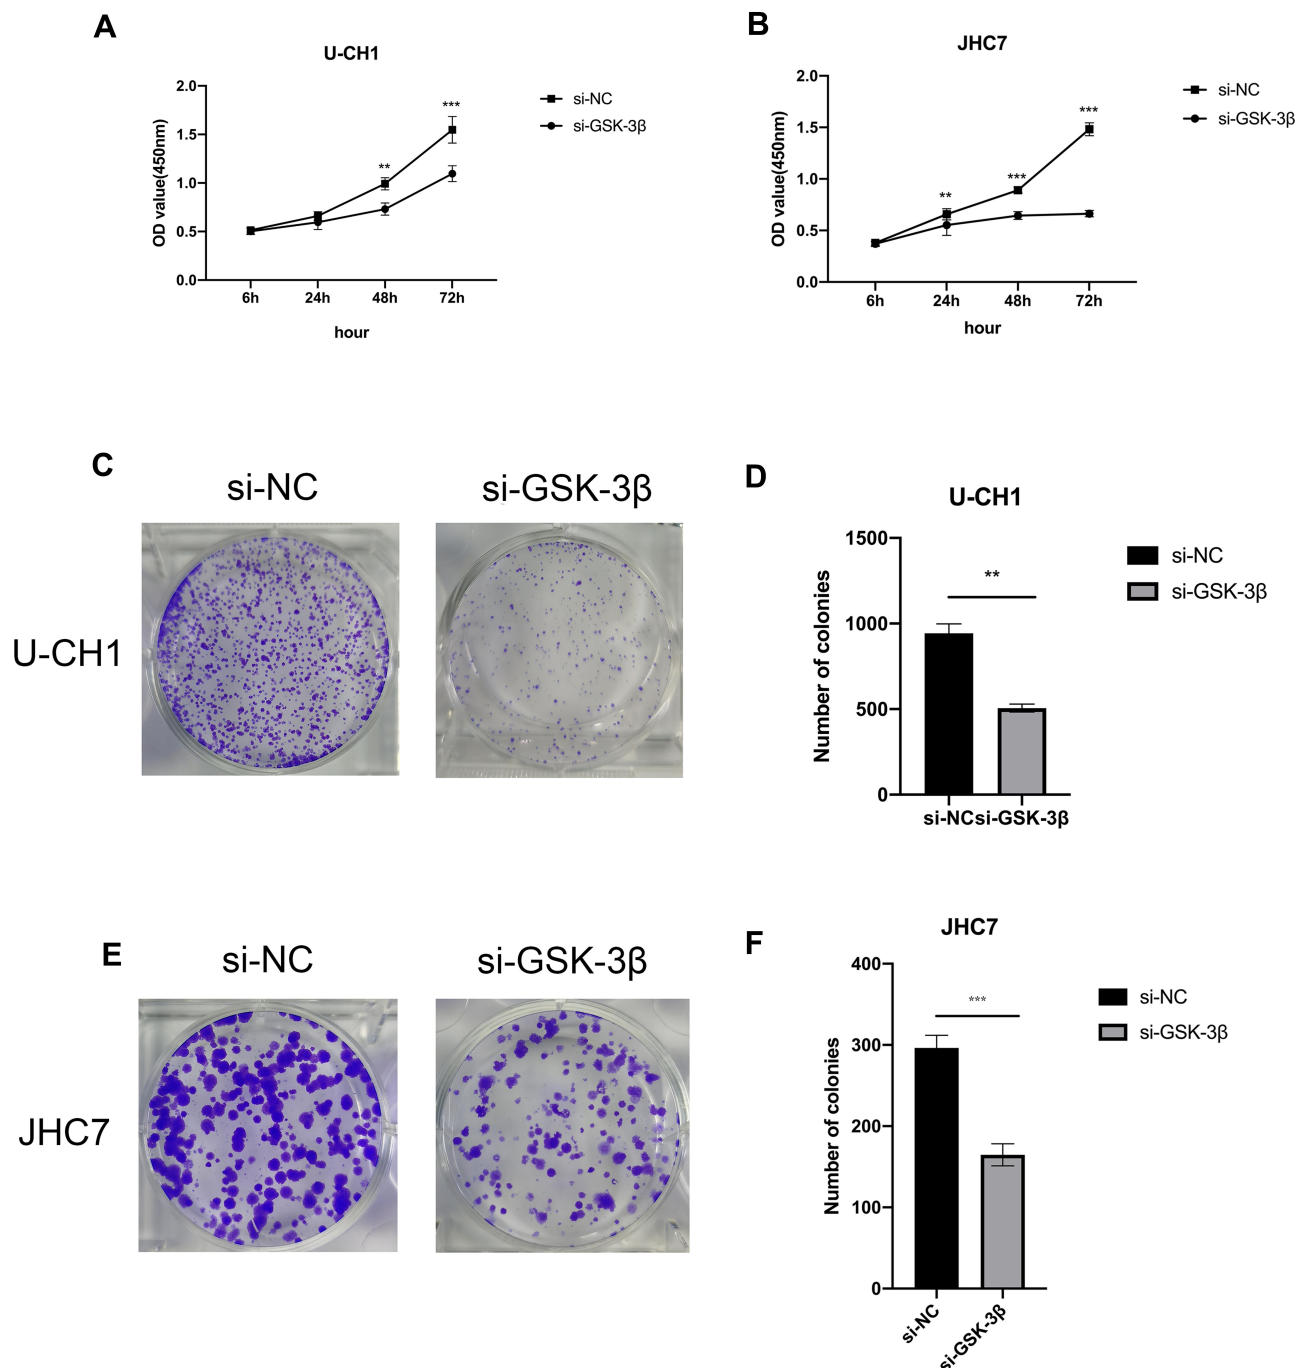 A
U-CH1
2.0
1.5
1.0
0.5
0.0
OD value(450nm)
**
***
6h 24h 48h 72h
hour
si-NC
si-GSK-3β
B
JHC7
2.0
1.5
1.0
0.5
0.0
OD value(450nm)
**
***
***
6h 24h 48h 72h
hour
si-NC
si-GSK-3β
C
si-NC si-GSK-3β
U-CH1
D
U-CH1
1500
1000
500
0
Number of colonies
**
si-NC si-GSK-3β
si-NC
si-GSK-3β
E
si-NC si-GSK-3β
JHC7
F
JHC7
400
300
200
100
0
Number of colonies
***
si-NC
si-GSK-3β
si-NC
si-GSK-3β